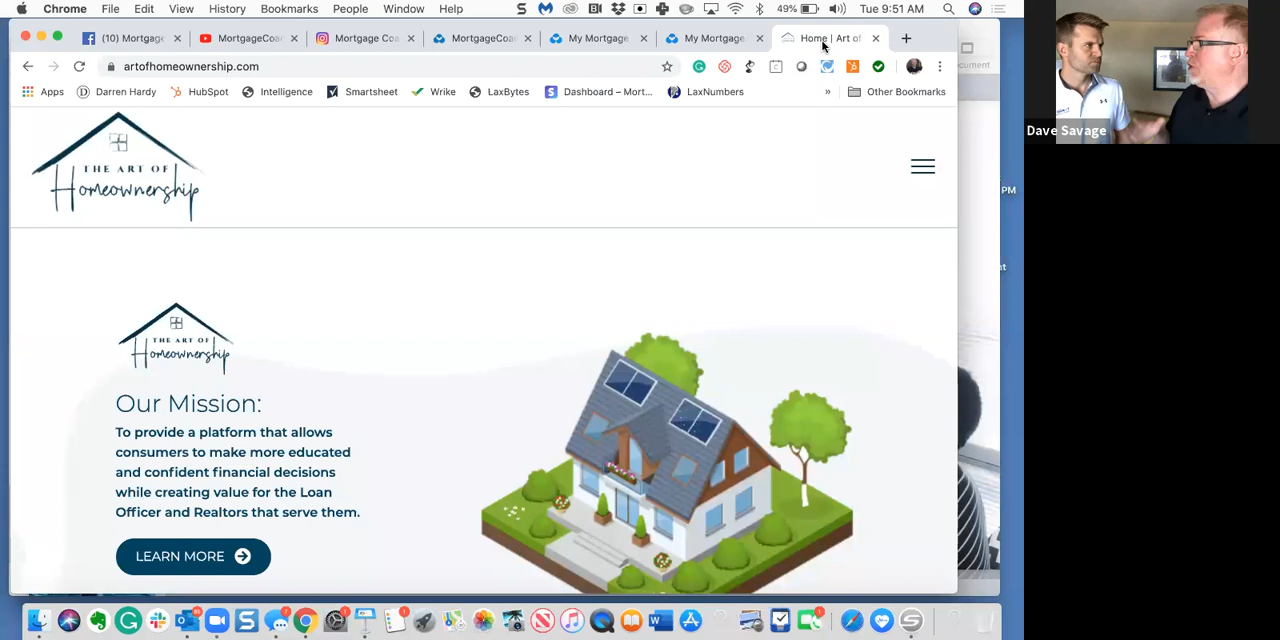 Chrome File Edit View History Bookmarks People Window Help 49% Tue 9:51 AM
(10) Mortgage MortgageCoa Mortgage Coa MortgageCoa My Mortgage My Mortgage Home | Art of
artofhomeownership.com
Apps Darren Hardy HubSpot Intelligence Smartsheet Wrike LaxBytes Dashboard – Mort... LaxNumbers » Other Bookmarks
THE ART OF
Homeownership
THE ART OF
Homeownership
Our Mission:
To provide a platform that allows
consumers to make more educated
and confident financial decisions
while creating value for the Loan
Officer and Realtors that serve them.
LEARN MORE
Dave Savage
PM